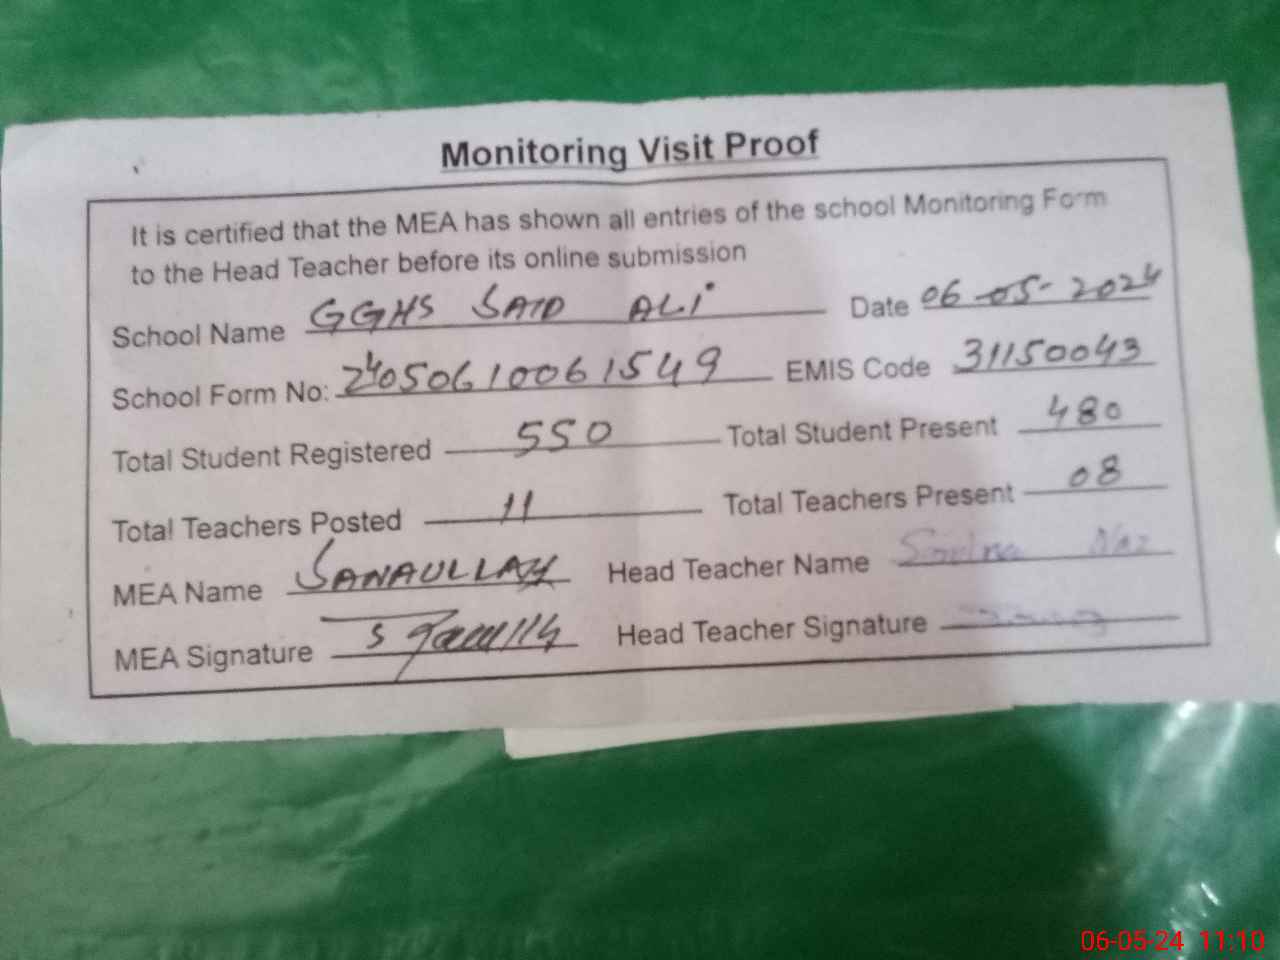 Monitoring Visit Proof
It is certified that the MEA has shown all entries of the school Monitoring Form
to the Head Teacher before its online submission
School Name GGHS SAID ALI Date 06-05-2024
School Form No: 2405061006 1549 EMIS Code 31150043
Total Student Registered 550 Total Student Present 480
Total Teachers Posted 11 Total Teachers Present 08
MEA Name SANAULLAH Head Teacher Name Naz
MEA Signature Head Teacher Signature
06-05-24 11:10